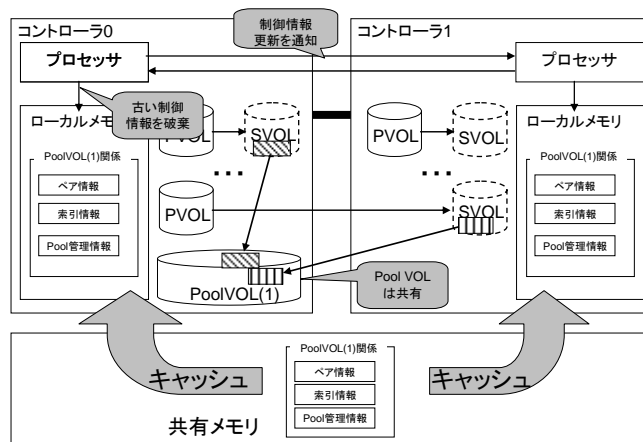 コントローラ0
制御情報
更新を通知
コントローラ1
プロセッサ
プロセッサ
古い制御
情報を破棄
ローカルメモリ
PoolVOL(1)関係
ペア情報
索引情報
Pool管理情報
PVOL
SVOL
...
PVOL
PoolVOL(1)
PVOL
SVOL
...
SVOL
Pool VOL
は共有
ローカルメモリ
PoolVOL(1)関係
ペア情報
索引情報
Pool管理情報
キャッシュ
キャッシュ
PoolVOL(1)関係
ペア情報
索引情報
Pool管理情報
共有メモリ